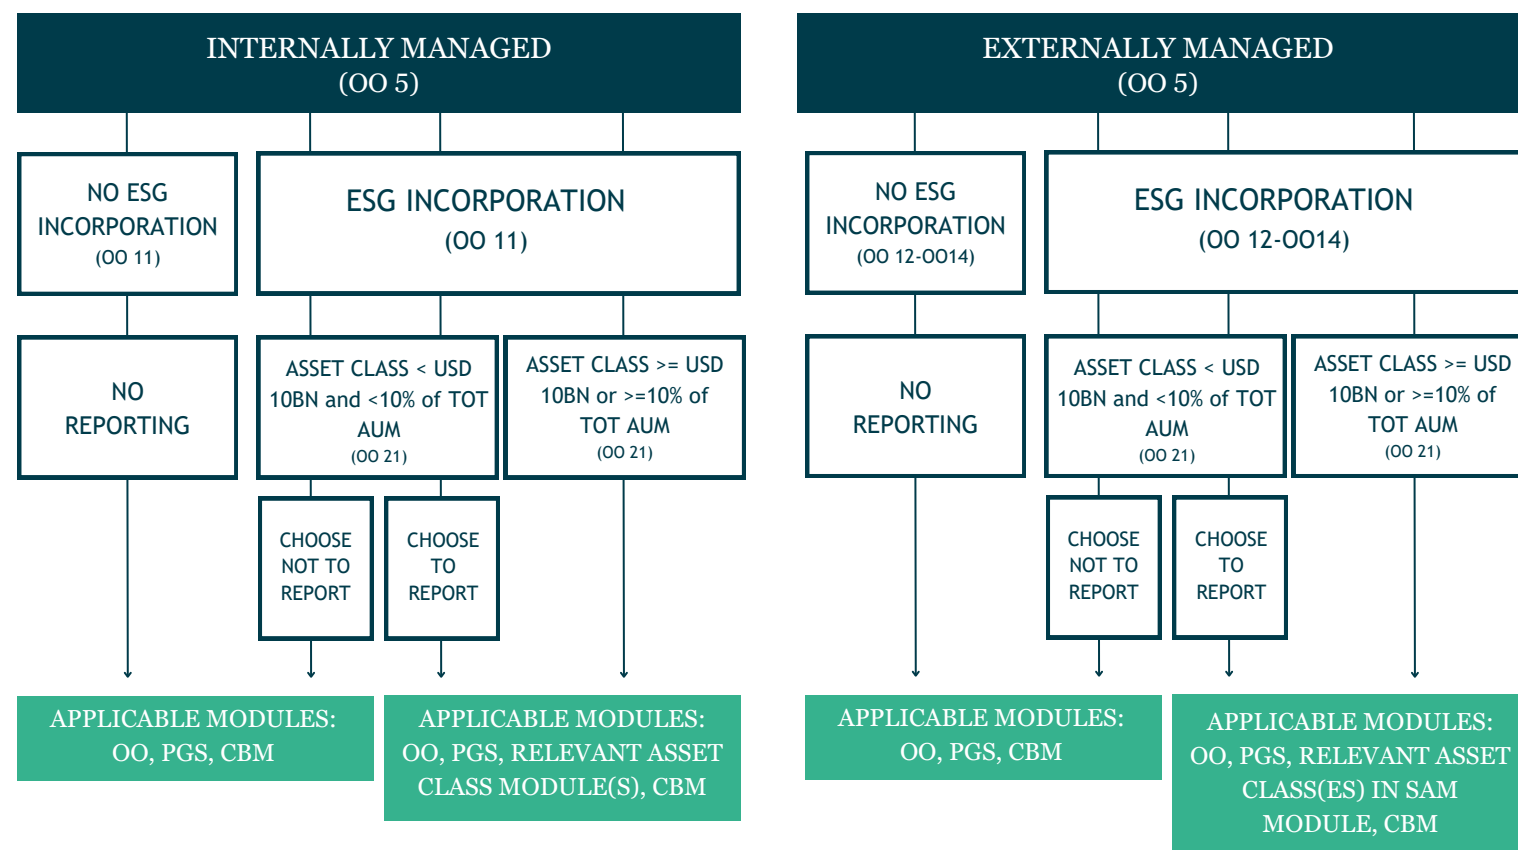 INTERNALLY MANAGED
(OO 5)
NO ESG
INCORPORATION
(OO 11)
ESG INCORPORATION
(OO 11)
NO
REPORTING
ASSET CLASS < USD
10BN and <10% of TOT
AUM
(OO 21)
ASSET CLASS >= USD
10BN or >=10% of
TOT AUM
(OO 21)
CHOOSE
NOT TO
REPORT
CHOOSE
TO
REPORT
APPLICABLE MODULES:
OO, PGS, CBM
APPLICABLE MODULES:
OO, PGS, RELEVANT ASSET
CLASS MODULE(S), CBM
EXTERNALLY MANAGED
(OO 5)
NO ESG
INCORPORATION
(OO 12-OO14)
ESG INCORPORATION
(OO 12-OO14)
NO
REPORTING
ASSET CLASS < USD
10BN and <10% of TOT
AUM
(OO 21)
ASSET CLASS >= USD
10BN or >=10% of
TOT AUM
(OO 21)
CHOOSE
NOT TO
REPORT
CHOOSE
TO
REPORT
APPLICABLE MODULES:
OO, PGS, CBM
APPLICABLE MODULES:
OO, PGS, RELEVANT ASSET
CLASS(ES) IN SAM
MODULE, CBM